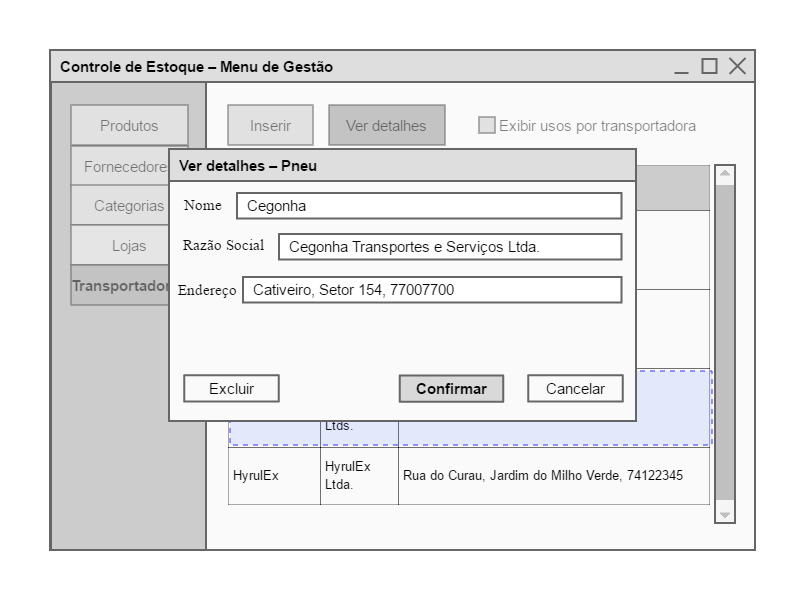 Controle de Estoque – Menu de Gestão
Produtos
Fornecedore
Categorias
Lojas
Transportador
Inserir
Ver detalhes
Exibir usos por transportadora
Ver detalhes – Pneu
Nome
Cegonha
Razão Social
Cegonha Transportes e Serviços Ltda.
Endereço
Cativeiro, Setor 154, 77007700
Excluir
Confirmar
Cancelar
Ltds.
HyrulEx
HyrulEx
Ltda.
Rua do Curau, Jardim do Milho Verde, 74122345